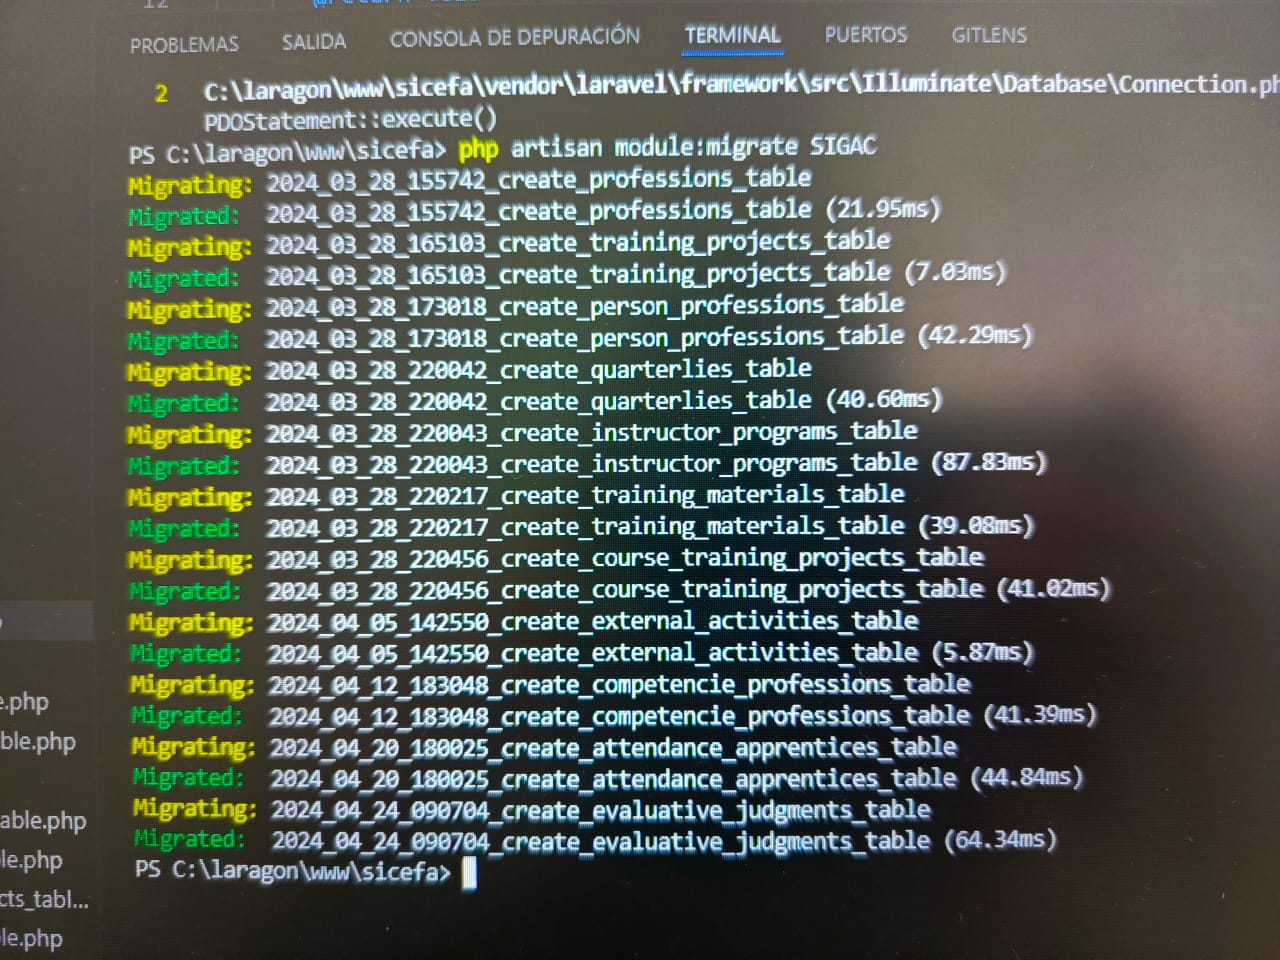 12
PROBLEMAS SALIDA CONSOLA DE DEPURACIÓN TERMINAL PUERTOS GITLENS
2 C:\laragon\www\sicefa\vendor\laravel\framework\src\Illuminate\Database\Connection.ph
PDOStatement::execute()
PS C:\laragon\www\sicefa> php artisan module:migrate SIGAC
Migrating: 2024_03_28_155742_create_professions_table
Migrated: 2024_03_28_155742_create_professions_table (21.95ms)
Migrating: 2024_03_28_165103_create_training_projects_table
Migrated: 2024_03_28_165103_create_training_projects_table (7.03ms)
Migrating: 2024_03_28_173018_create_person_professions_table
Migrated: 2024_03_28_173018_create_person_professions_table (42.29ms)
Migrating: 2024_03_28_220042_create_quarterlies_table
Migrated: 2024_03_28_220042_create_quarterlies_table (40.60ms)
Migrating: 2024_03_28_220043_create_instructor_programs_table
Migrated: 2024_03_28_220043_create_instructor_programs_table (87.83ms)
Migrating: 2024_03_28_220217_create_training_materials_table
Migrated: 2024_03_28_220217_create_training_materials_table (39.08ms)
Migrating: 2024_03_28_220456_create_course_training_projects_table
Migrated: 2024_03_28_220456_create_course_training_projects_table (41.02ms)
Migrating: 2024_04_05_142550_create_external_activities_table
Migrated: 2024_04_05_142550_create_external_activities_table (5.87ms)
Migrating: 2024_04_12_183048_create_competencie_professions_table
Migrated: 2024_04_12_183048_create_competencie_professions_table (41.39ms)
Migrating: 2024_04_20_180025_create_attendance_apprentices_table
Migrated: 2024_04_20_180025_create_attendance_apprentices_table (44.84ms)
Migrating: 2024_04_24_090704_create_evaluative_judgments_table
Migrated: 2024_04_24_090704_create_evaluative_judgments_table (64.34ms)
PS C:\laragon\www\sicefa>
e.php
ble.php
able.php
le.php
cts_tabl...
le.php